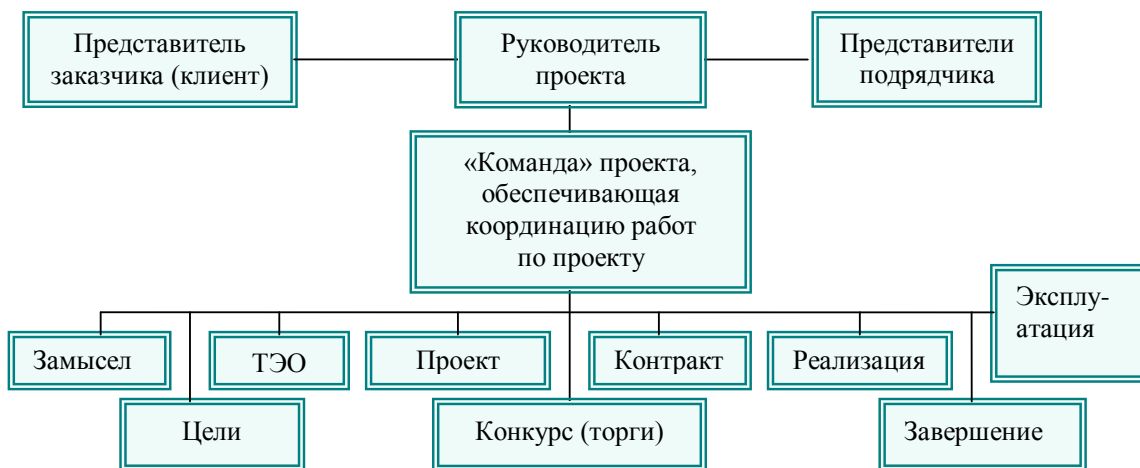 Представитель
заказчика (клиент)
Руководитель
проекта
Представители
подрядчика
«Команда» проекта,
обеспечивающая
координацию работ
по проекту
Эксплу-
атация
Замысел
ТЭО
Проект
Контракт
Реализация
Цели
Конкурс (торги)
Завершение